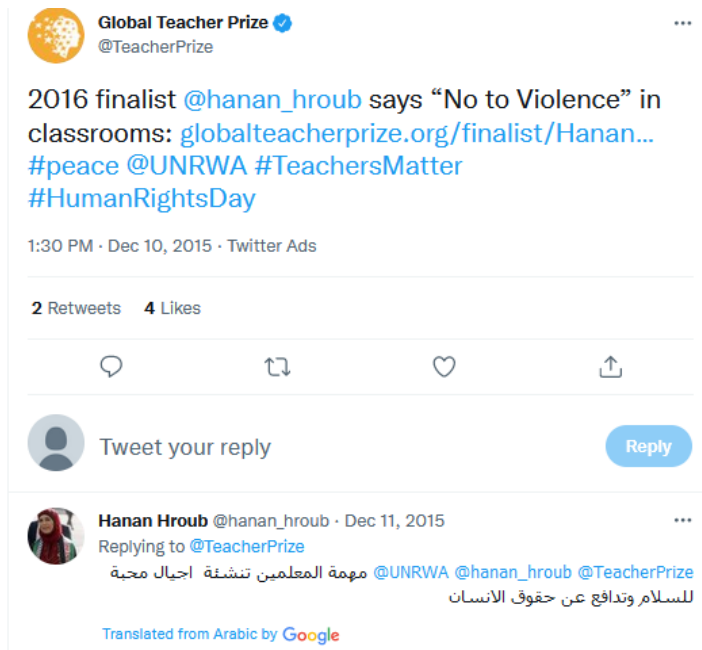 Global Teacher Prize
@TeacherPrize
2016 finalist @hanan_hroub says “No to Violence” in
classrooms: globalteacherprize.org/finalist/Hanan...
#peace @UNRWA #TeachersMatter
#HumanRightsDay
1:30 PM · Dec 10, 2015 · Twitter Ads
2 Retweets 4 Likes
Tweet your reply
Reply
Hanan Hroub @hanan_hroub · Dec 11, 2015
Replying to @TeacherPrize
@UNRWA @hanan_hroub @TeacherPrize مهمة المعلمين تنشئة اجيال محبة
للسلام وتدافع عن حقوق الانسان
Translated from Arabic by Google